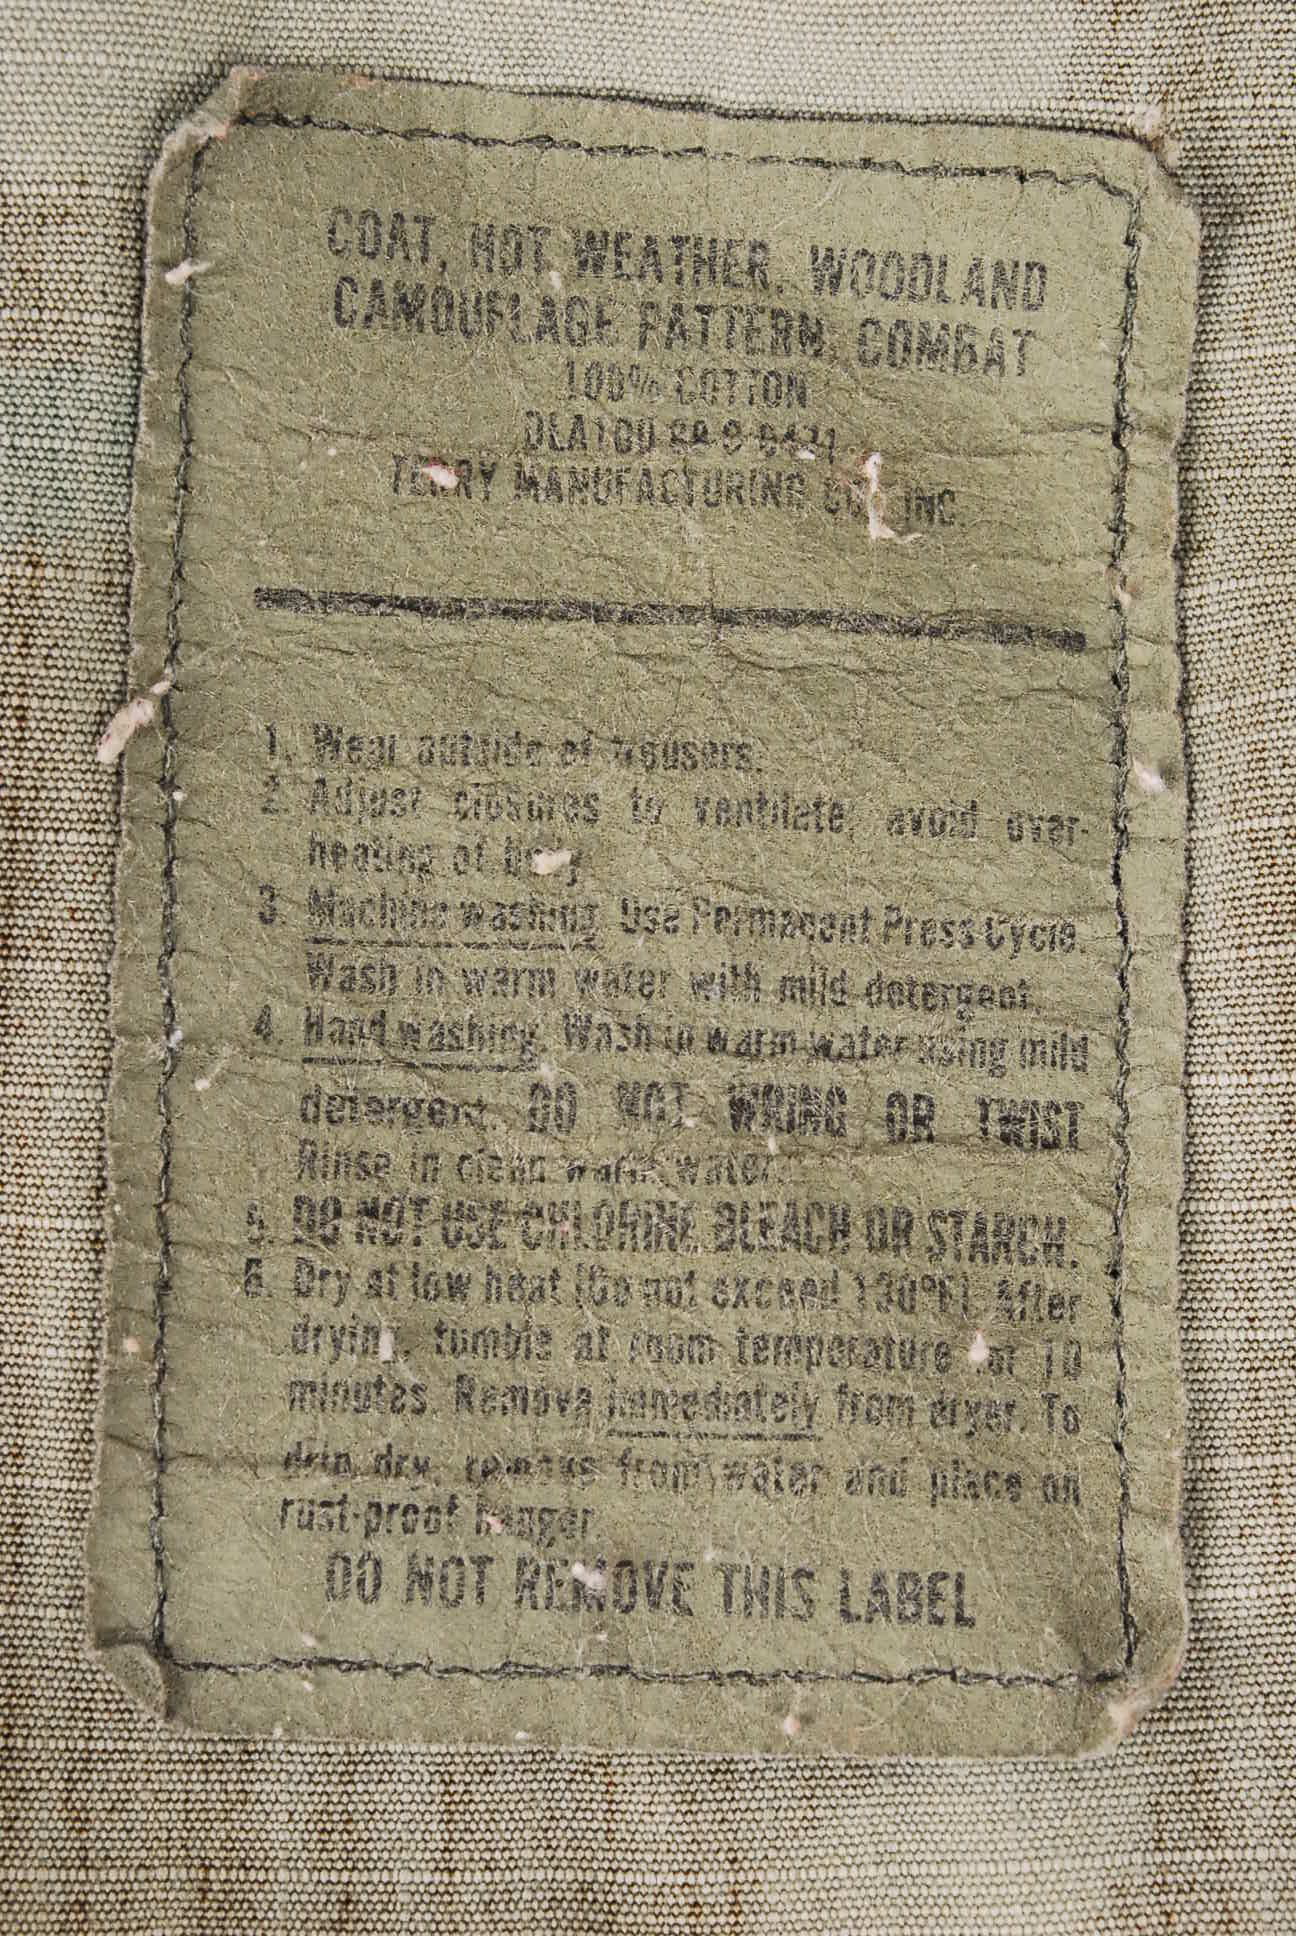 COAT, HOT WEATHER, WOODLAND
CAMOUFLAGE PATTERN, COMBAT
100% COTTON
DLA100
TERRY MANUFACTURING CO., INC
1. Wear outside of trousers.
2. Adjust closures to ventilate; avoid over-
heating of body
3. Machine washing. Use Permanent Press Cycle.
Wash in warm water with mild detergent.
4. Hand washing. Wash in warm water using mild
detergent. DO NOT WRING OR TWIST
Rinse in clean warm water.
5. DO NOT USE CHLORINE BLEACH OR STARCH.
6. Dry at low heat (Do not exceed 130°F). After
drying, tumble at room temperature for 10
minutes. Remove immediately from dryer. To
drip dry, remove from water and place on
rust-proof hanger.
DO NOT REMOVE THIS LABEL